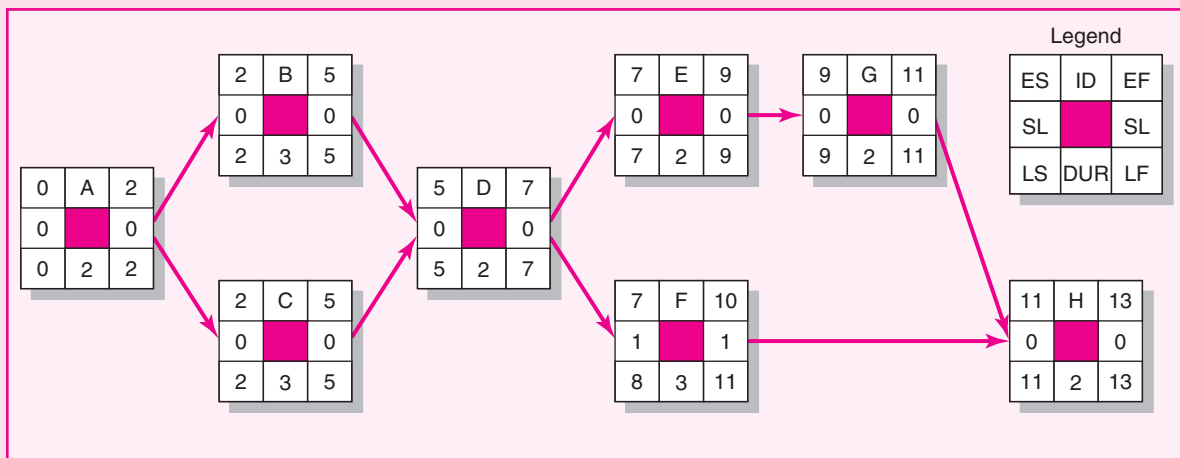 Legend
ES ID EF
SL SL
LS DUR LF
0 A 2
0 0
0 2 2
2 B 5
0 0
2 3 5
2 C 5
0 0
2 3 5
5 D 7
0 0
5 2 7
7 E 9
0 0
7 2 9
7 F 10
1 1
8 3 11
9 G 11
0 0
9 2 11
11 H 13
0 0
11 2 13